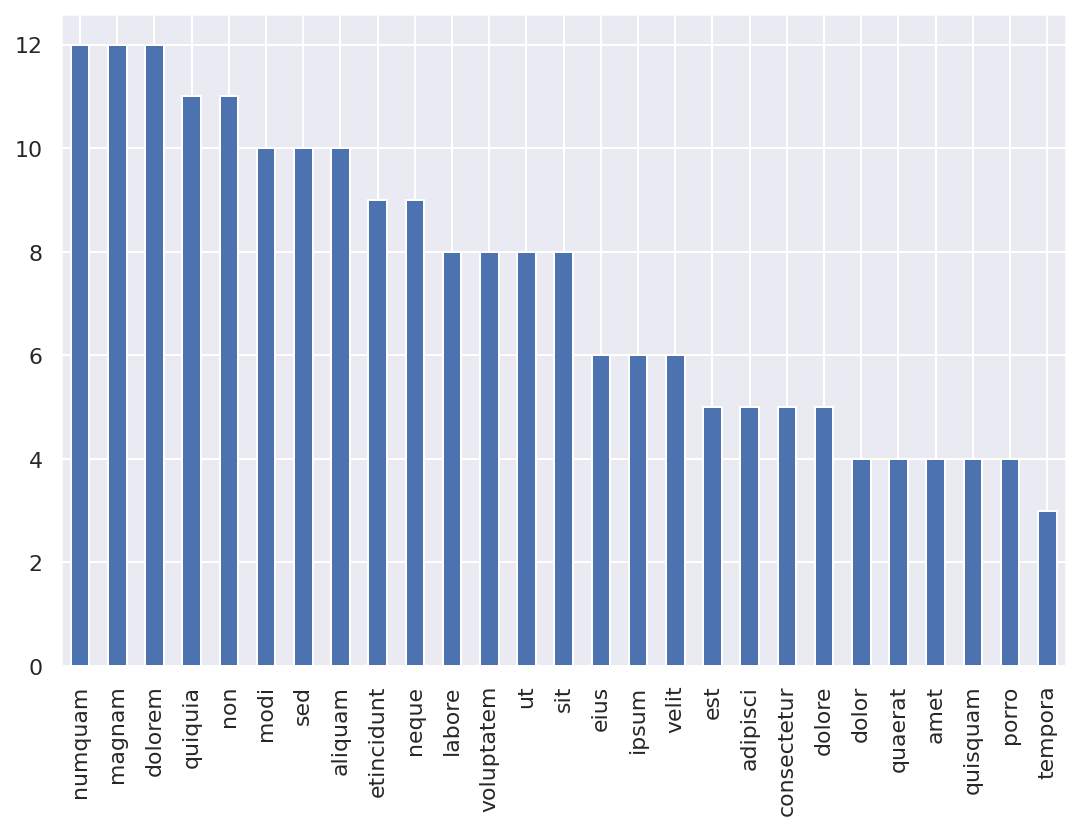 12
10
8
6
4
2
0
numquam
magnam
dolorem
quiquia
non
modi
sed
aliquam
etincidunt
neque
labore
voluptatem
ut
sit
eius
ipsum
velit
est
adipisci
consectetur
dolore
dolor
quaerat
amet
quisquam
porro
tempora